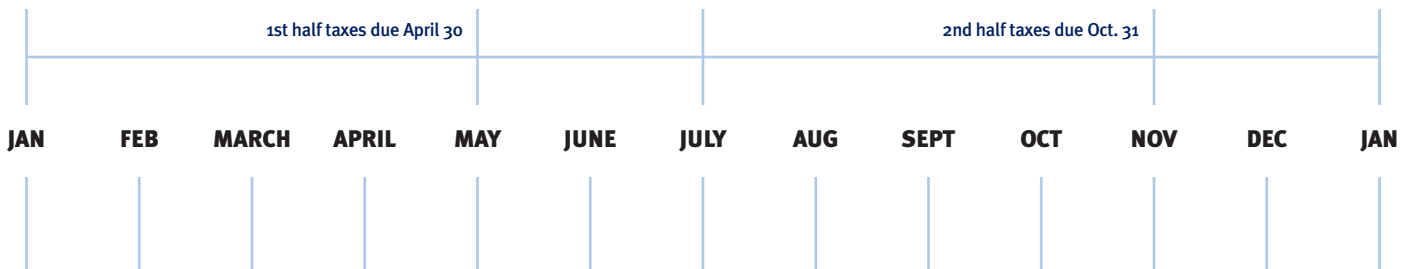 1st half taxes due April 30
2nd half taxes due Oct. 31
JAN FEB MARCH APRIL MAY JUNE JULY AUG SEPT OCT NOV DEC JAN